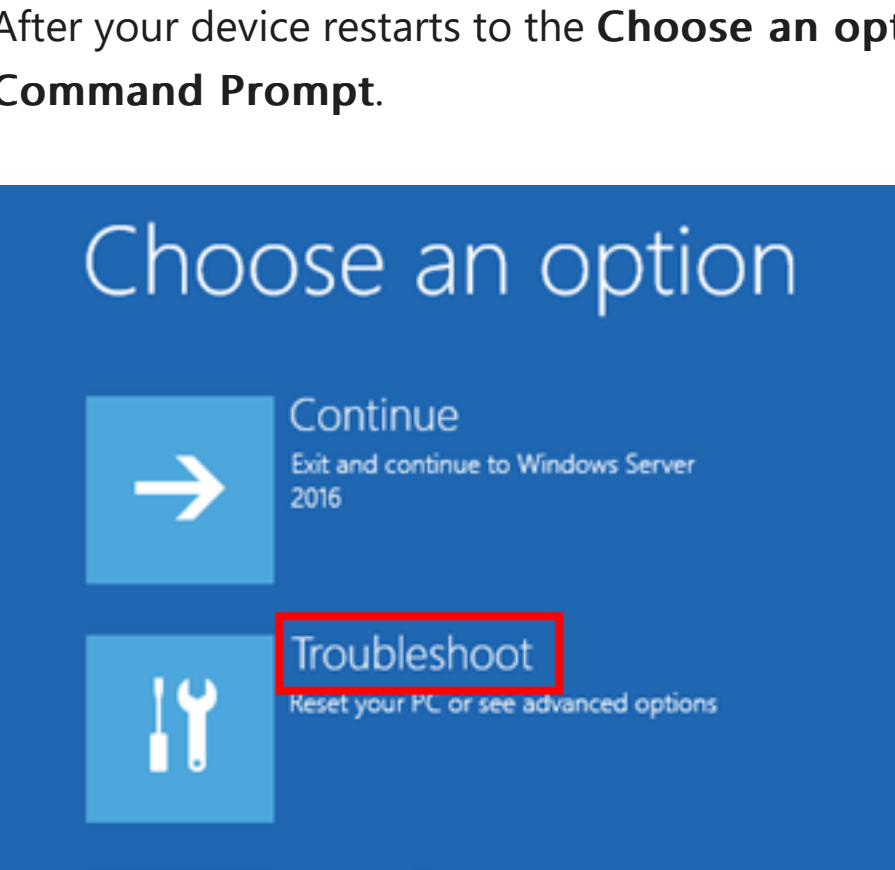 After your device restarts to the Choose an opt
Command Prompt.
Choose an option
Continue
Exit and continue to Windows Server
2016
Troubleshoot
Reset your PC or see advanced options